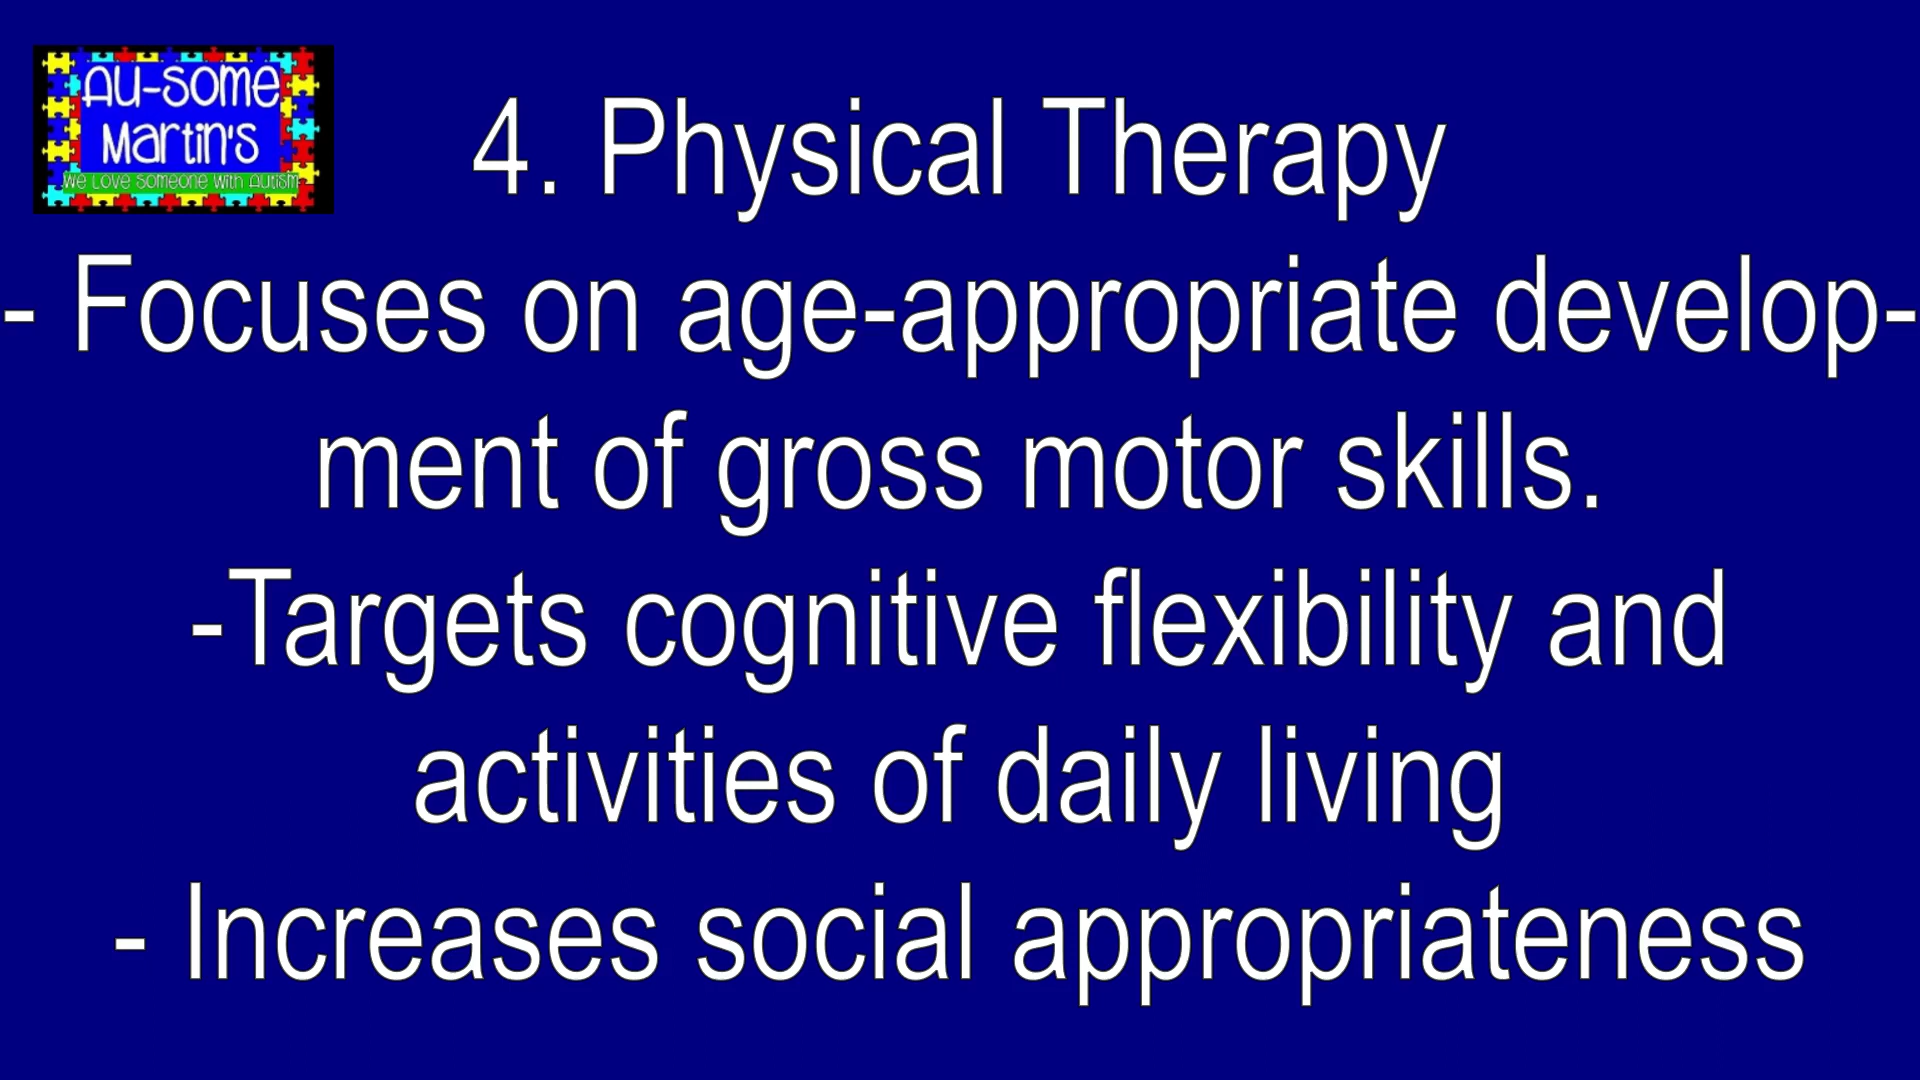 Au-some
Martin's
We Love Someone With Autism
4. Physical Therapy
- Focuses on age-appropriate develop-
ment of gross motor skills.
-Targets cognitive flexibility and
activities of daily living
- Increases social appropriateness